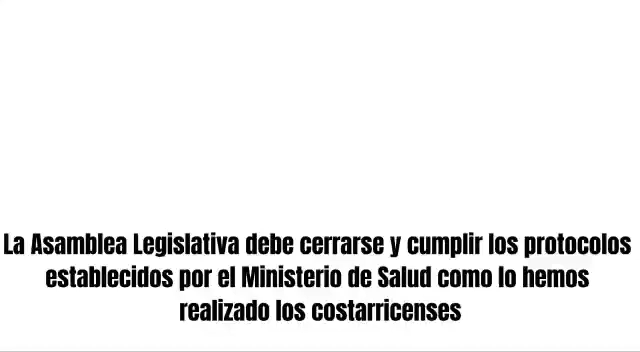 La Asamblea Legislativa debe cerrarse y cumplir los protocolos
establecidos por el Ministerio de Salud como lo hemos
realizado los costarricenses